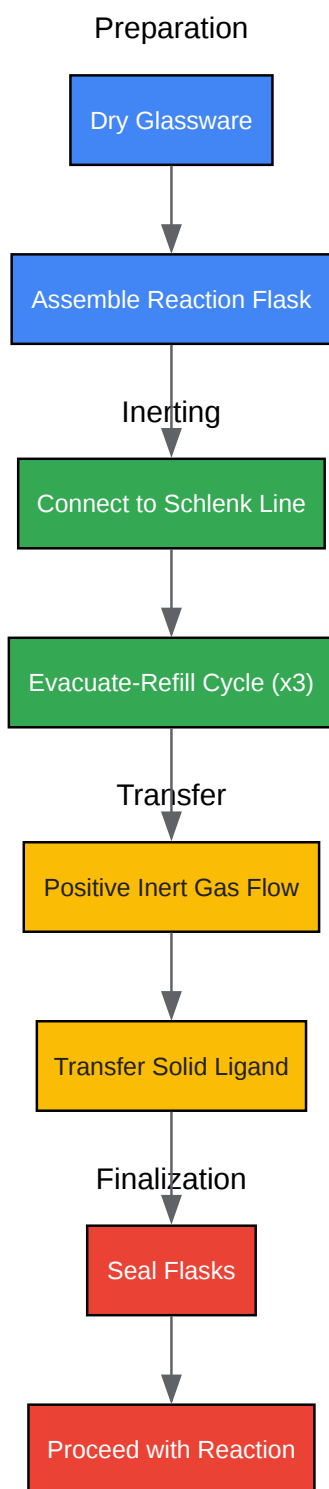 Preparation
Dry Glassware
Assemble Reaction Flask
Inerting
Connect to Schlenk Line
Evacuate-Refill Cycle (x3)
Transfer
Positive Inert Gas Flow
Transfer Solid Ligand
Finalization
Seal Flasks
Proceed with Reaction